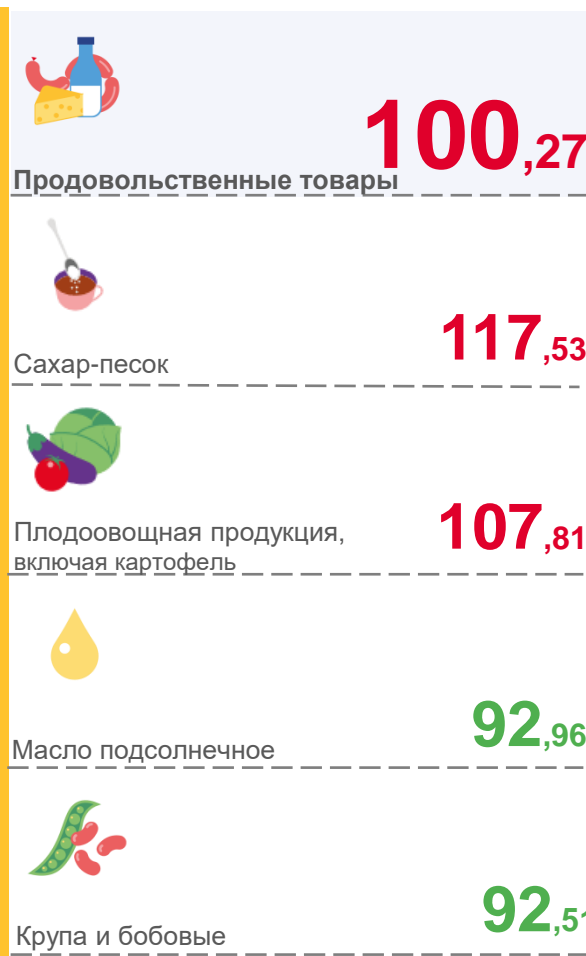 100,27
Продовольственные товары
117,53
Сахар-песок
107,81
Плодоовощная продукция,
включая картофель
92,96
Масло подсолнечное
92,51
Крупа и бобовые